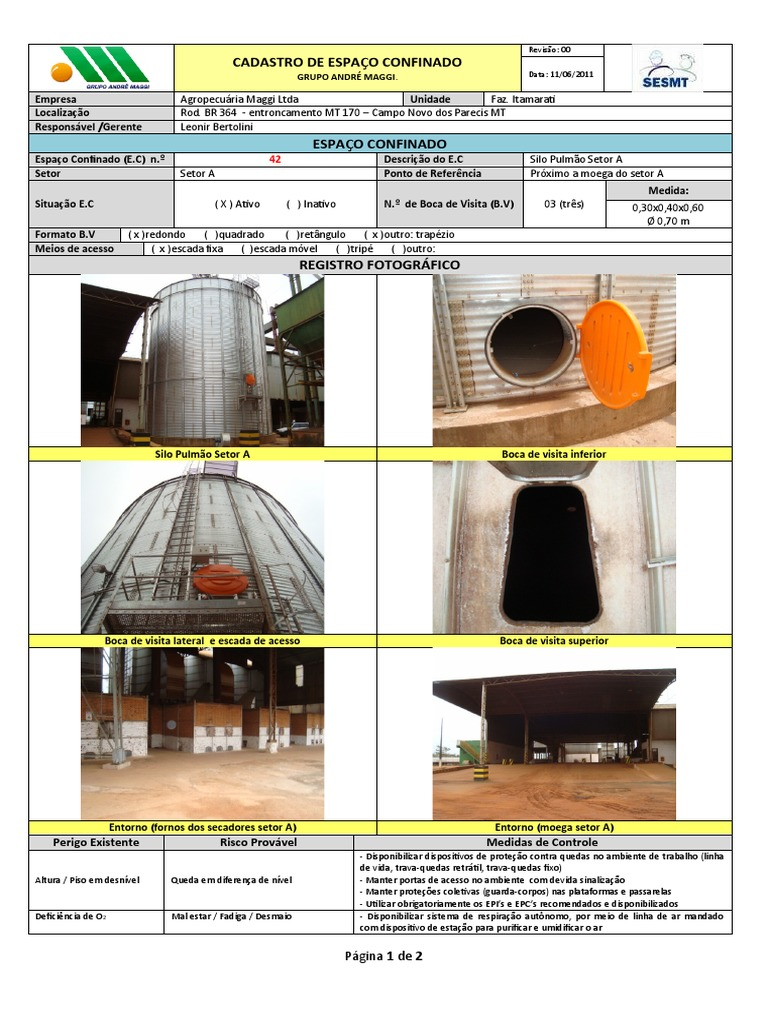 GRUPO ANDRÉ MAGGI
CADASTRO DE ESPAÇO CONFINADO
GRUPO ANDRÉ MAGGI.
Revisão: 00
Data: 11/06/2011
SESMT
Empresa Agropecuária Maggi Ltda Unidade Faz. Itamarati
Localização Rod. BR 364 - entroncamento MT 170 – Campo Novo dos Parecis MT
Responsável /Gerente Leonir Bertolini
ESPAÇO CONFINADO
Espaço Confinado (E.C) n.º 42 Descrição do E.C Silo Pulmão Setor A
Setor Setor A Ponto de Referência Próximo a moega do setor A
Situação E.C ( X ) Ativo ( ) Inativo N.º de Boca de Visita (B.V) 03 (três) Medida:
0,30x0,40x0,60
Ø 0,70 m
Formato B.V ( x )redondo ( )quadrado ( )retângulo ( x )outro: trapézio
Meios de acesso ( x )escada fixa ( )escada móvel ( )tripé ( )outro:
REGISTRO FOTOGRÁFICO
Silo Pulmão Setor A Boca de visita inferior
Boca de visita lateral e escada de acesso Boca de visita superior
Entorno (fornos dos secadores setor A) Entorno (moega setor A)
Perigo Existente Risco Provável Medidas de Controle
Altura / Piso em desnível Queda em diferença de nível
- Disponibilizar dispositivos de proteção contra quedas no ambiente de trabalho (linha
de vida, trava-quedas retrátil, trava-quedas fixo)
- Manter portas de acesso no ambiente com devida sinalização
- Manter proteções coletivas (guarda-corpos) nas plataformas e passarelas
- Utilizar obrigatoriamente os EPI's e EPC's recomendados e disponibilizados
Deficiência de O₂ Mal estar / Fadiga / Desmaio
- Disponibilizar sistema de respiração autônomo, por meio de linha de ar mandado
com dispositivo de estação para purificar e umidificar o ar
Página 1 de 2